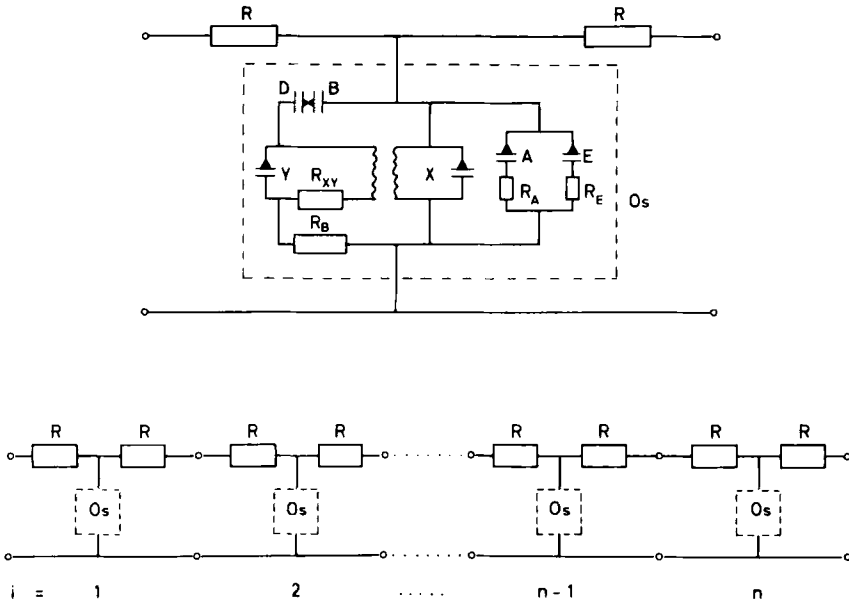 R R
D B
Y R_XY X A E
R_A R_E Os
R_B
R R R R R R R R
Os Os Os Os
i = 1 2 ..... n-1 n